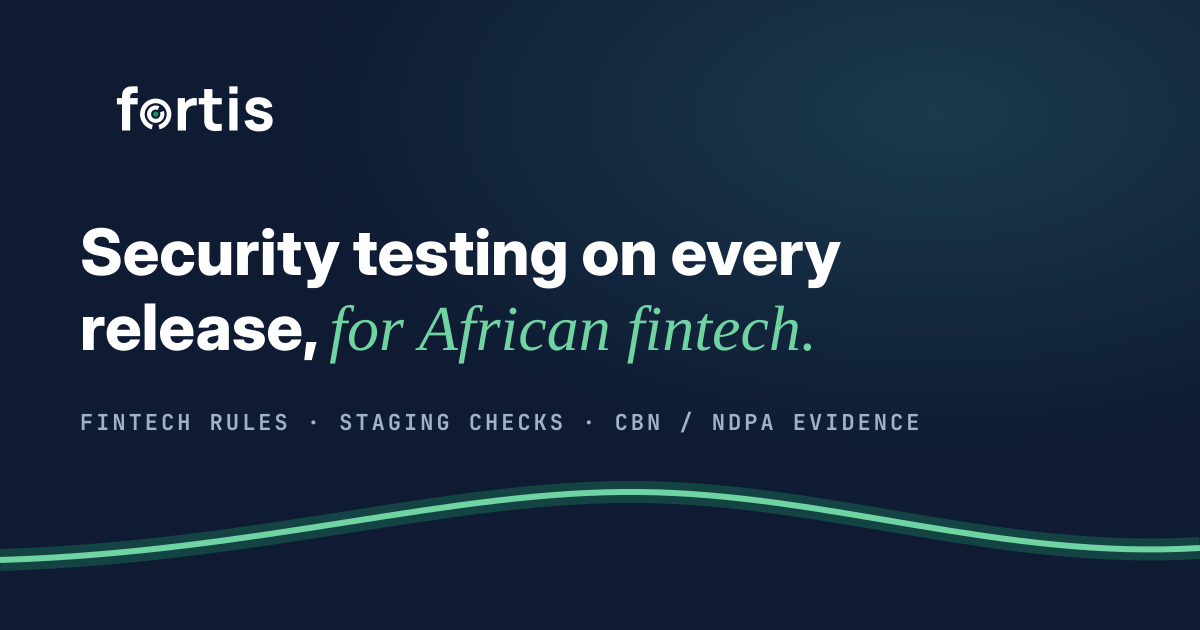 fortis
Security testing on every
release, for African fintech.
FINTECH RULES · STAGING CHECKS · CBN / NDPA EVIDENCE